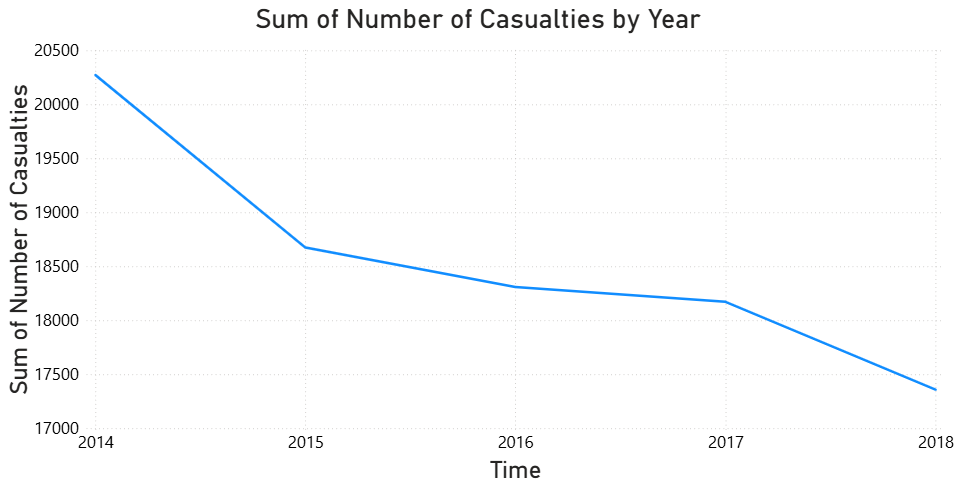 Sum of Number of Casualties by Year
Sum of Number of Casualties
20500
20000
19500
19000
18500
18000
17500
17000
2014 2015 2016 2017 2018
Time